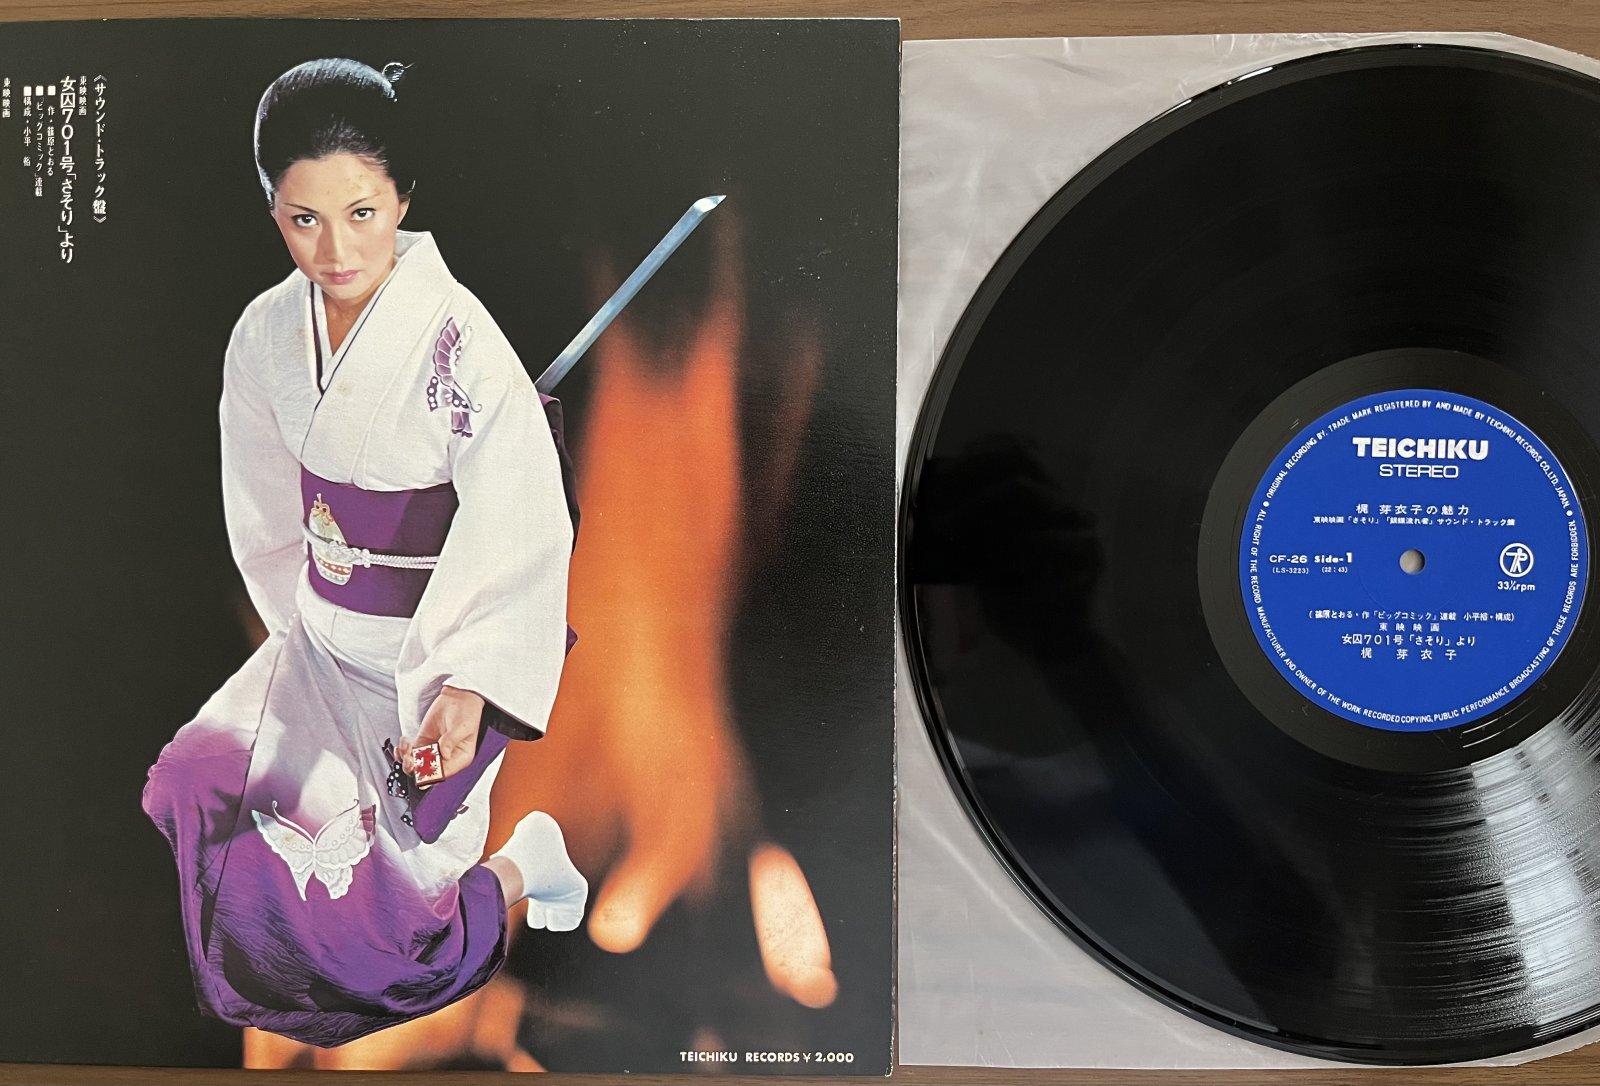 《サウンド・トラック盤》
東映映画
女囚701号「さそり」より
■ 作・篠原とおる
■「ビッグコミック」連載
■構成・小平 裕
東映映画
TEICHIKU RECORDS ¥ 2,000
ORIGINAL RECORDING BY. TRADE MARK REGISTERED BY AND MADE BY TEICHIKU RECORDS CO., LTD. JAPAN.
TEICHIKU
STEREO
梶 芽衣子の魅力
東映映画「さそり」「銀蝶流れ者」サウンド・トラック盤
CF-26 Side-1
(LS-3223) (22:43)
33⅓rpm
(篠原とおる・作「ビッグコミック」連載 小平裕・構成)
東映映画
女囚701号「さそり」より
梶 芽衣子
ALL RIGHT OF THE RECORD MANUFACTURER AND OWNER OF THE WORK RECORDED COPYING, PUBLIC PERFORMANCE BROADCASTING OF THESE RECORDS ARE FORBIDDEN.